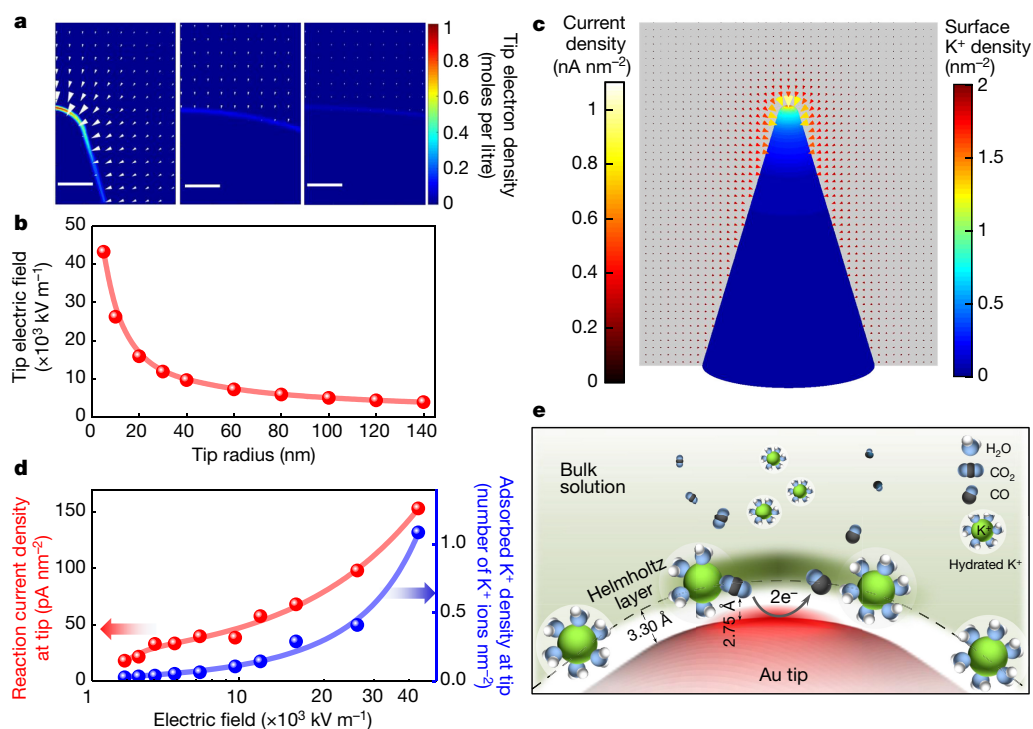 a
1
0.8
0.6
0.4
0.2
0
Tip electron density
(moles per litre)
b
50
40
30
20
10
0
Tip electric field
(×10³ kV m⁻¹)
0 20 40 60 80 100 120 140
Tip radius (nm)
c
Current
density
(nA nm⁻²)
1
0.8
0.6
0.4
0.2
0
Surface
K⁺ density
(nm⁻²)
2
1.5
1
0.5
0
d
150
100
50
0
Reaction current density
at tip (pA nm⁻²)
1.0
0.5
0.0
Adsorbed K⁺ density at tip
(number of K⁺ ions nm⁻²)
1 10 20 30 40
Electric field (×10³ kV m⁻¹)
e
Bulk
solution
H₂O
CO₂
CO
K⁺
Hydrated K⁺
Helmholtz
layer
3.30 Å
2.75 Å
2e⁻
Au tip